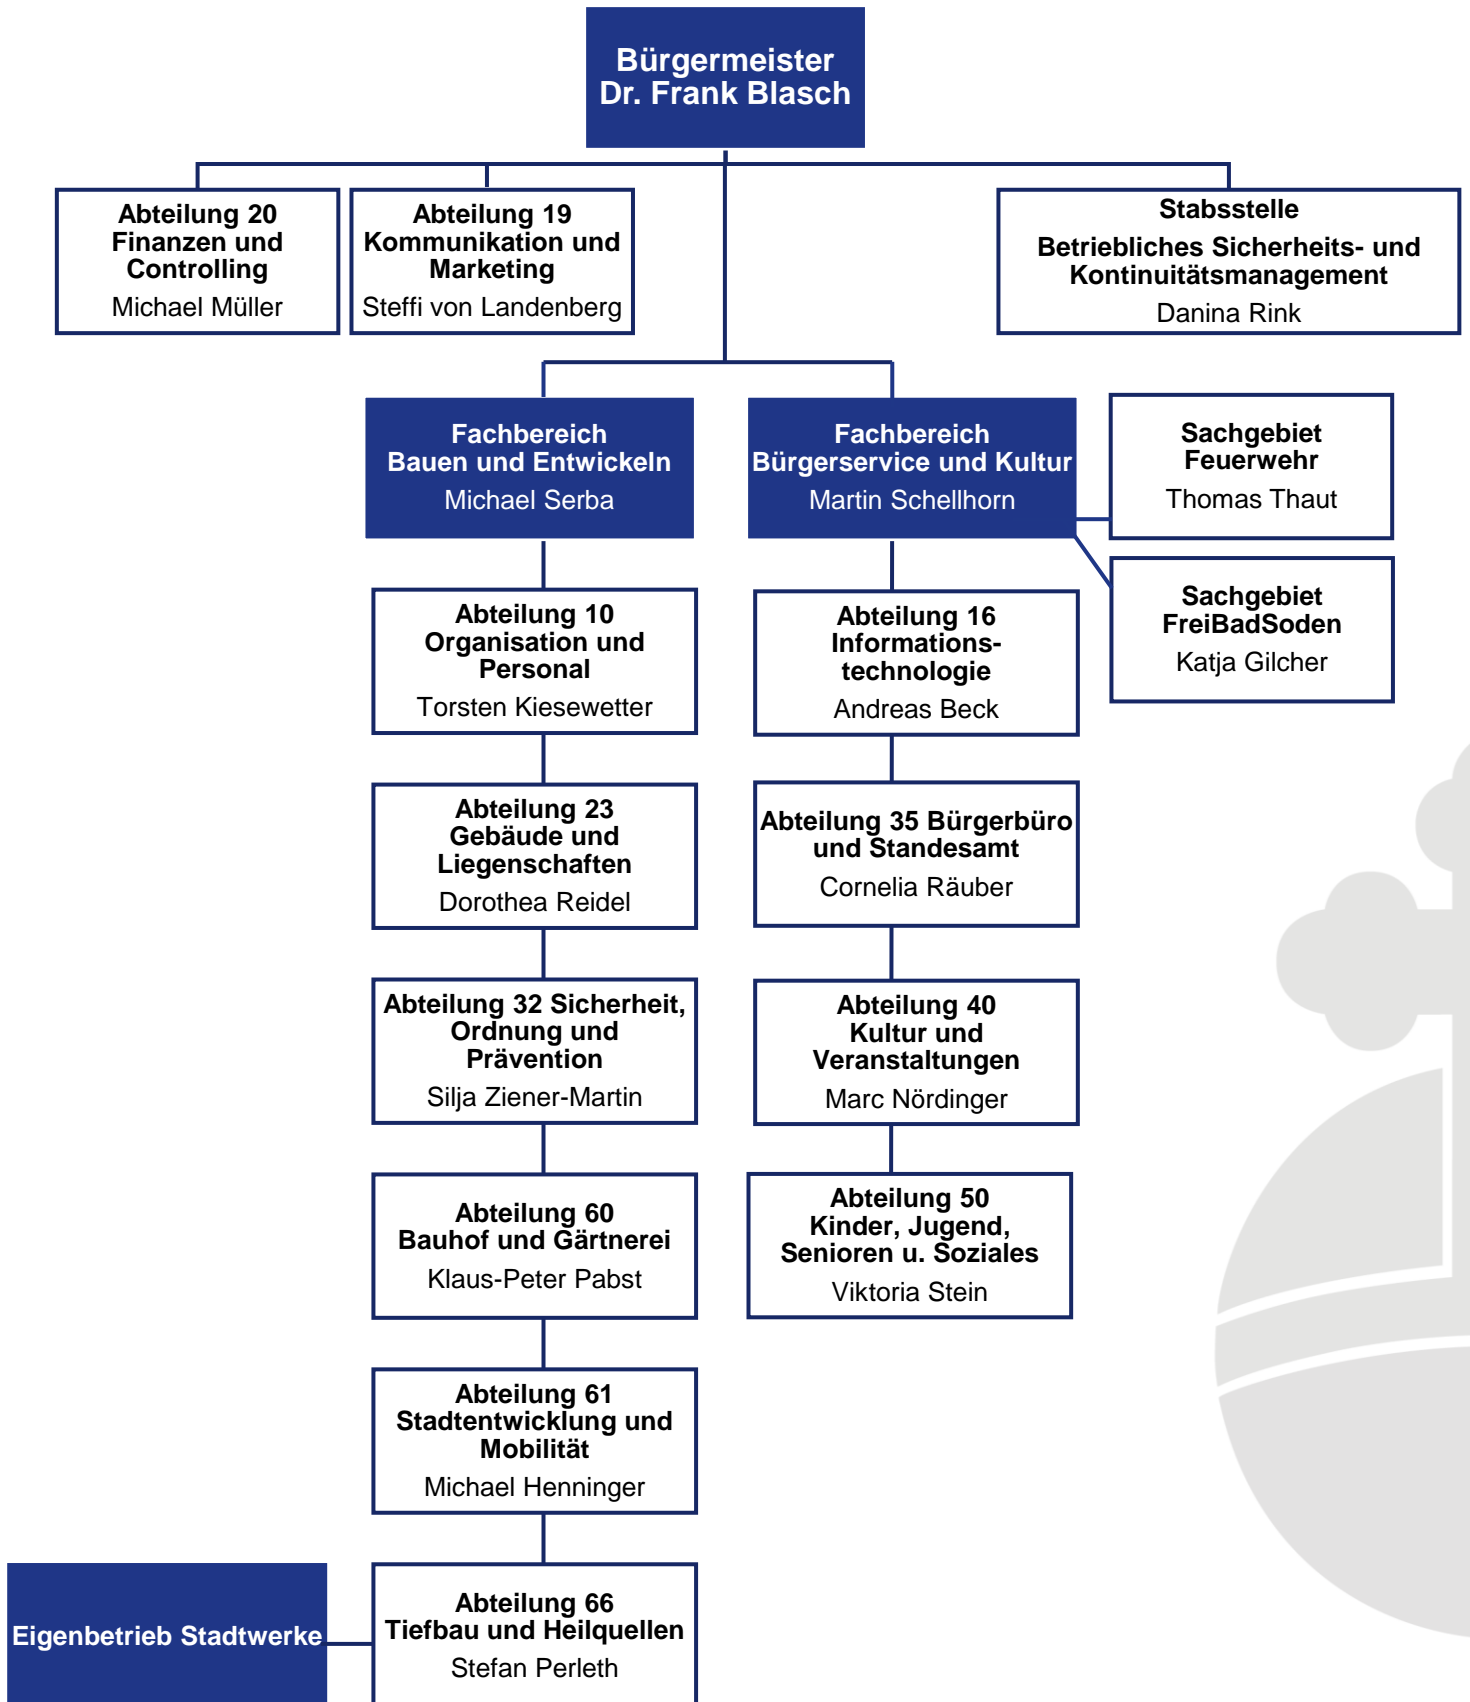 Bürgermeister
Dr. Frank Blasch
Abteilung 20
Finanzen und
Controlling
Michael Müller
Abteilung 19
Kommunikation und
Marketing
Steffi von Landenberg
Stabsstelle
Betriebliches Sicherheits- und
Kontinuitätsmanagement
Danina Rink
Fachbereich
Bauen und Entwickeln
Michael Serba
Fachbereich
Bürgerservice und Kultur
Martin Schellhorn
Sachgebiet
Feuerwehr
Thomas Thaut
Sachgebiet
FreiBadSoden
Katja Gilcher
Abteilung 10
Organisation und
Personal
Torsten Kiesewetter
Abteilung 16
Informations-
technologie
Andreas Beck
Abteilung 23
Gebäude und
Liegenschaften
Dorothea Reidel
Abteilung 35 Bürgerbüro
und Standesamt
Cornelia Räuber
Abteilung 32 Sicherheit,
Ordnung und
Prävention
Silja Ziener-Martin
Abteilung 40
Kultur und
Veranstaltungen
Marc Nördinger
Abteilung 60
Bauhof und Gärtnerei
Klaus-Peter Pabst
Abteilung 50
Kinder, Jugend,
Senioren u. Soziales
Viktoria Stein
Abteilung 61
Stadtentwicklung und
Mobilität
Michael Henninger
Eigenbetrieb Stadtwerke
Abteilung 66
Tiefbau und Heilquellen
Stefan Perleth